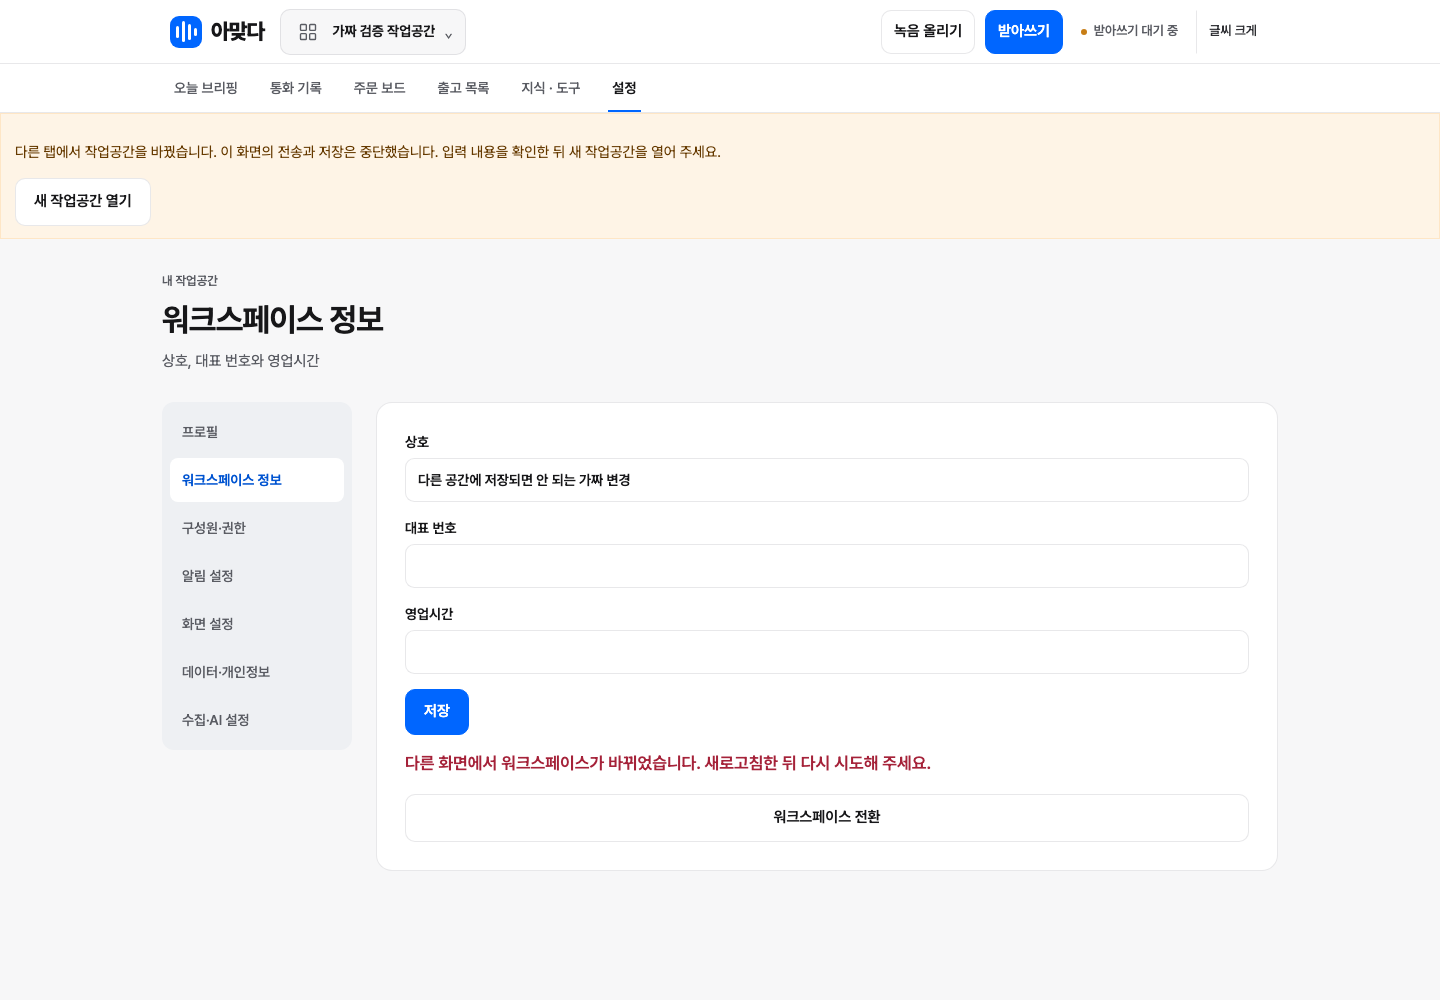 아맞다
가짜 검증 작업공간
녹음 올리기
받아쓰기
받아쓰기 대기 중
글씨 크게
오늘 브리핑
통화 기록
주문 보드
출고 목록
지식 · 도구
설정
다른 탭에서 작업공간을 바꿨습니다. 이 화면의 전송과 저장은 중단했습니다. 입력 내용을 확인한 뒤 새 작업공간을 열어 주세요.
새 작업공간 열기
내 작업공간
워크스페이스 정보
상호, 대표 번호와 영업시간
프로필
워크스페이스 정보
구성원·권한
알림 설정
화면 설정
데이터·개인정보
수집·AI 설정
상호
다른 공간에 저장되면 안 되는 가짜 변경
대표 번호
영업시간
저장
다른 화면에서 워크스페이스가 바뀌었습니다. 새로고침한 뒤 다시 시도해 주세요.
워크스페이스 전환